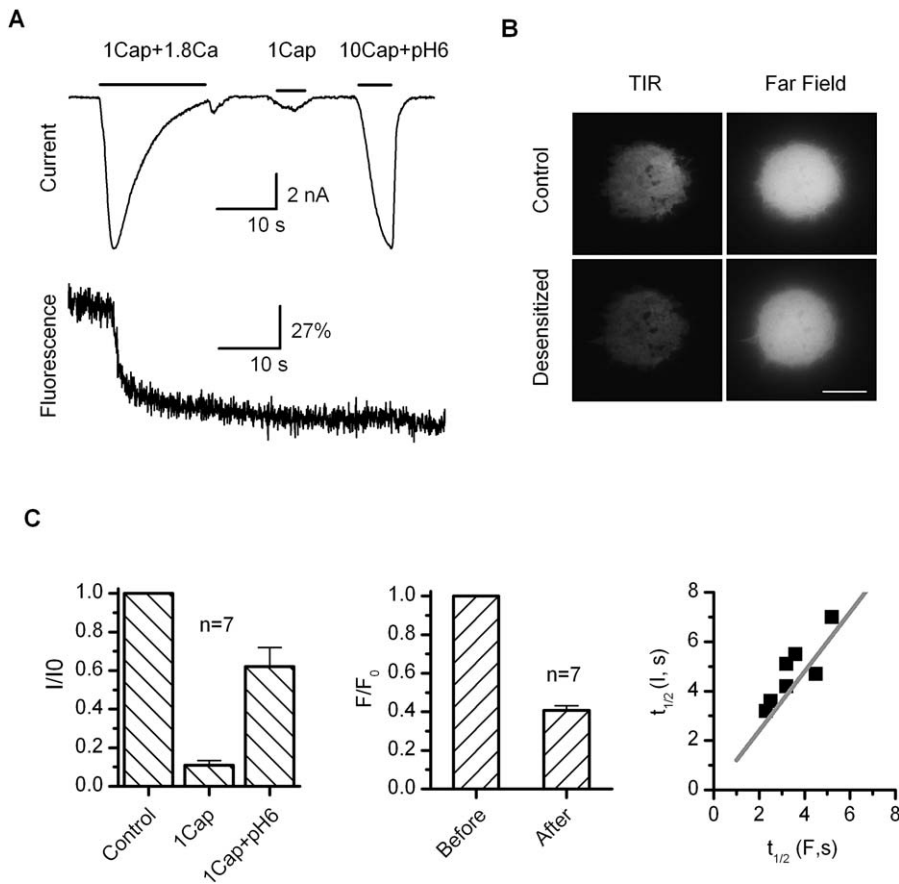 A
1Cap+1.8Ca
1Cap
10Cap+pH6
Current
2 nA
10 s
Fluorescence
27%
10 s
B
TIR
Far Field
Control
Desensitized
C
I/I0
1.0
0.8
0.6
0.4
0.2
0.0
n=7
Control
1Cap
1Cap+pH6
F/F0
1.0
0.8
0.6
0.4
0.2
0.0
n=7
Before
After
t1/2 (I, s)
8
6
4
2
0
0 2 4 6 8
t1/2 (F,s)